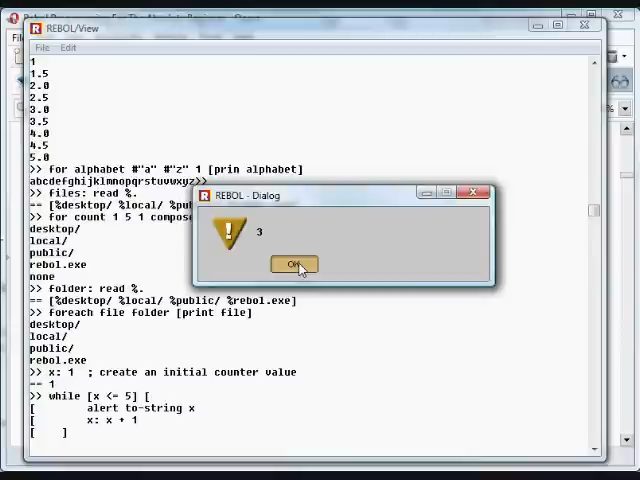 REBOL/View
File Edit
1
1.5
2.0
2.5
3.0
3.5
4.0
4.5
5.0
>> for alphabet #"a" #"z" 1 [prin alphabet]
abcdefghijklmnopqrstuvwxyz>>
>> files: read %.
== [%desktop/ %local/ %pub
>> for count 1 5 1 compos
desktop/
local/
public/
rebol.exe
none
>> folder: read %.
== [%desktop/ %local/ %public/ %rebol.exe]
>> foreach file folder [print file]
desktop/
local/
public/
rebol.exe
>> x: 1  ; create an initial counter value
== 1
>> while [x <= 5] [
[        alert to-string x
[        x: x + 1
[    ]
REBOL - Dialog
3
OK